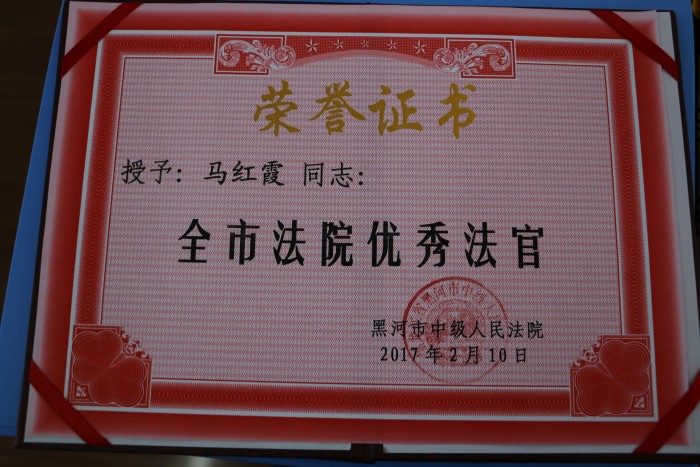 荣誉证书
授予：马红霞 同志：
全市法院优秀法官
黑河市中级人民法院
2017年2月10日